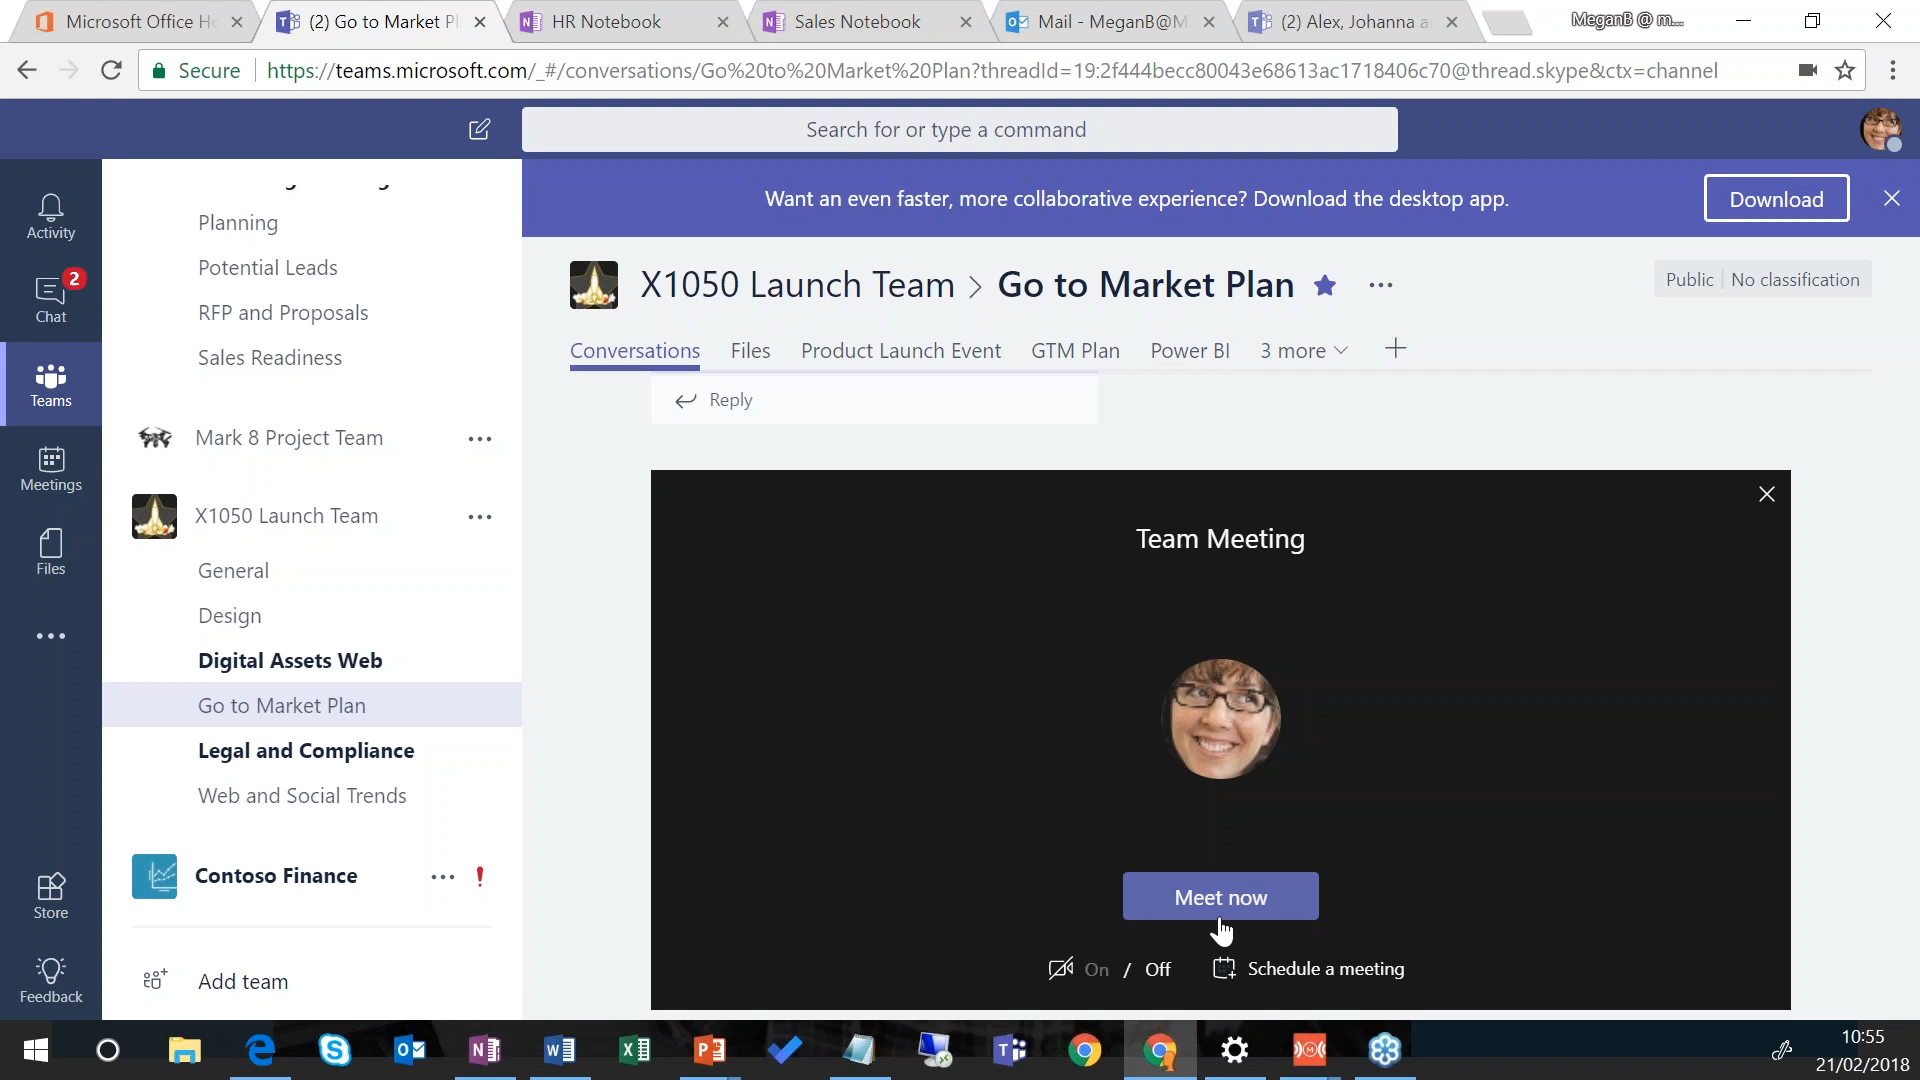 Microsoft Office Ho
(2) Go to Market Pl
HR Notebook
Sales Notebook
Mail - MeganB@M
(2) Alex, Johanna a
MeganB @ m...
Secure
https://teams.microsoft.com/_#/conversations/Go%20to%20Market%20Plan?threadId=19:2f444becc80043e68613ac1718406c70@thread.skype&ctx=channel
Search for or type a command
Want an even faster, more collaborative experience? Download the desktop app.
Download
Activity
2
Chat
Teams
Meetings
Files
Store
Feedback
Planning
Potential Leads
RFP and Proposals
Sales Readiness
Mark 8 Project Team
X1050 Launch Team
General
Design
Digital Assets Web
Go to Market Plan
Legal and Compliance
Web and Social Trends
Contoso Finance
Add team
X1050 Launch Team > Go to Market Plan
Public | No classification
Conversations
Files
Product Launch Event
GTM Plan
Power BI
3 more
Reply
Team Meeting
Meet now
On / Off
Schedule a meeting
10:55
21/02/2018